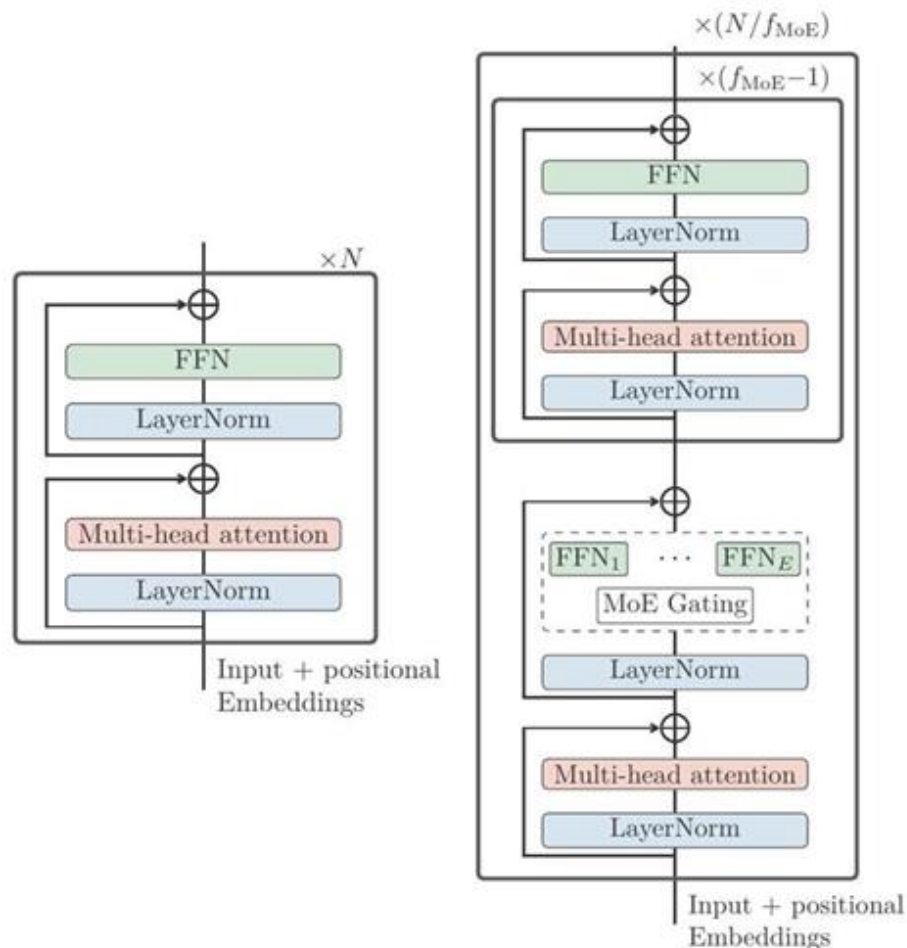 ×N
FFN
LayerNorm
Multi-head attention
LayerNorm
Input + positional
Embeddings
×(N/f_MoE)
×(f_MoE−1)
FFN
LayerNorm
Multi-head attention
LayerNorm
FFN₁ ··· FFN_E
MoE Gating
LayerNorm
Multi-head attention
LayerNorm
Input + positional
Embeddings